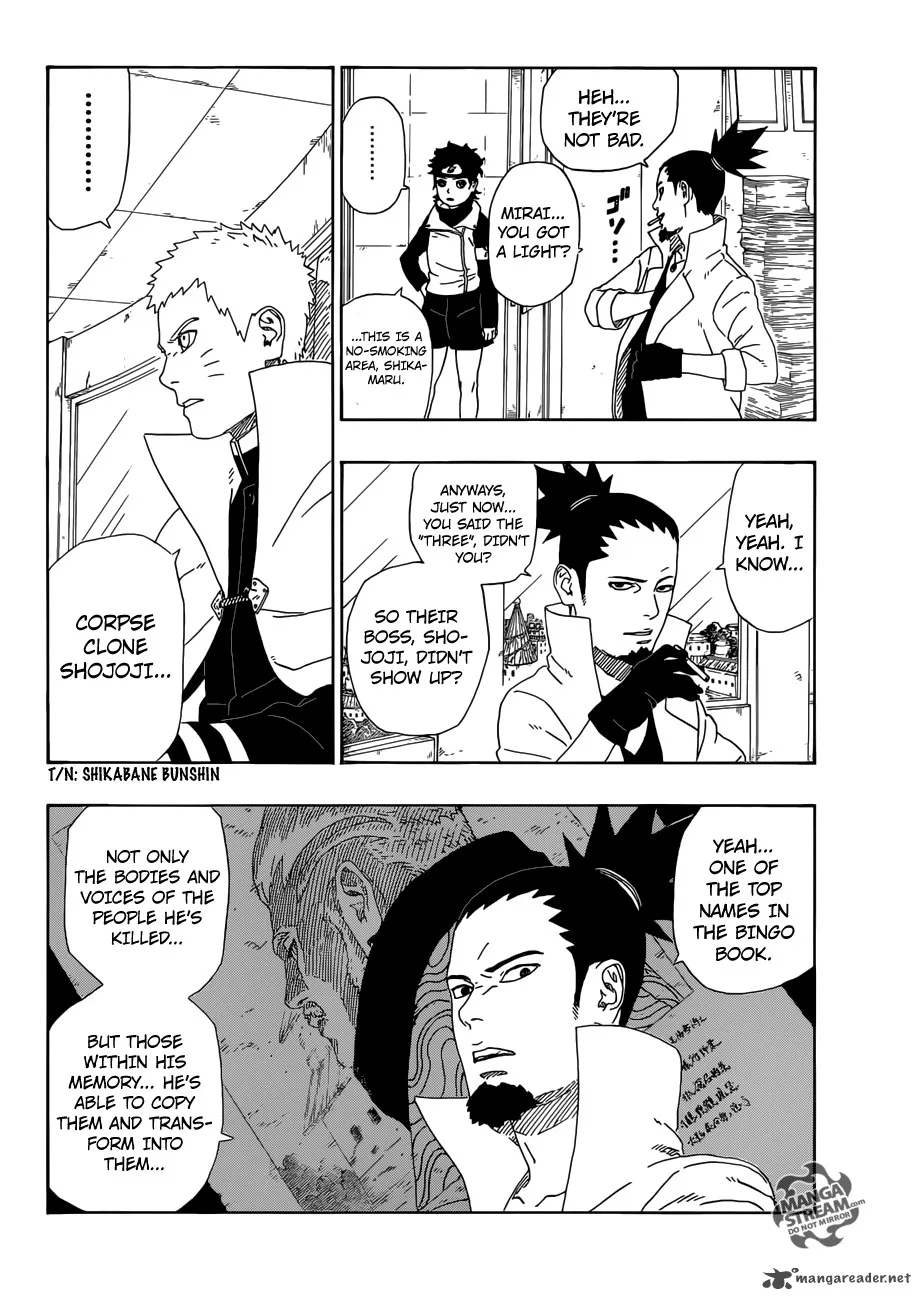 HEH...
THEY'RE
NOT BAD.
ゴソ...
MIRAI...
YOU GOT
A LIGHT?
.........
...THIS IS A
NO-SMOKING
AREA, SHIKA-
MARU.
YEAH,
YEAH. I
KNOW...
ANYWAYS,
JUST NOW...
YOU SAID THE
"THREE", DIDN'T
YOU?
SO THEIR
BOSS, SHO-
JOJI, DIDN'T
SHOW UP?
.........
CORPSE
CLONE
SHOJOJI...
T/N: SHIKABANE BUNSHIN
YEAH...
ONE OF
THE TOP
NAMES IN
THE BINGO
BOOK.
NOT ONLY
THE BODIES AND
VOICES OF THE
PEOPLE HE'S
KILLED...
BUT THOSE
WITHIN HIS
MEMORY... HE'S
ABLE TO COPY
THEM AND TRANS-
FORM INTO
THEM...
MANGA
STREAM.com
DO NOT MIRROR
mangareader.net